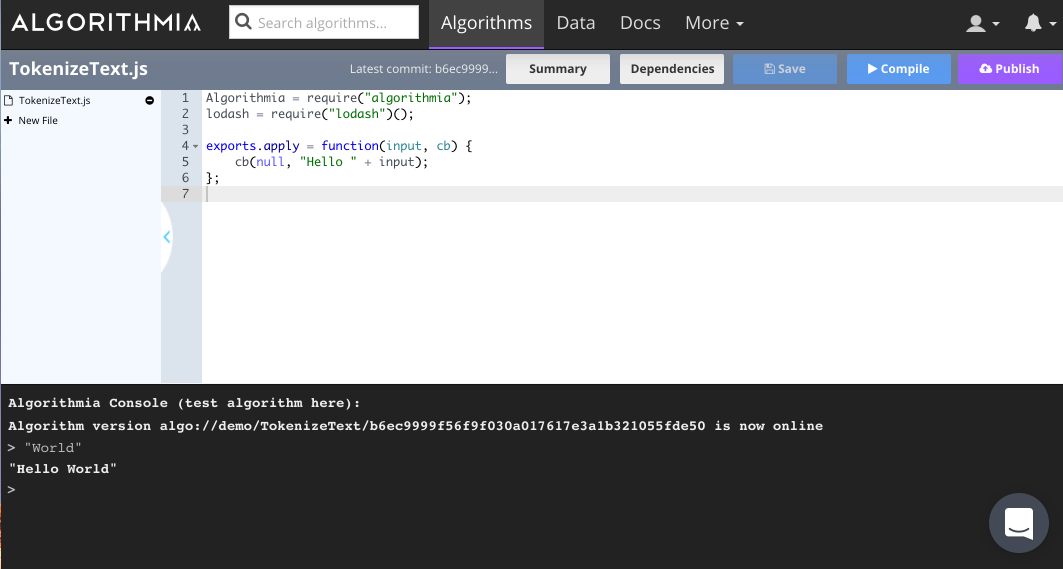 ALGORITHMIA Search algorithms... Algorithms Data Docs More
TokenizeText.js Latest commit: b6ec9999... Summary Dependencies Save Compile Publish
TokenizeText.js
New File
1 Algorithmia = require("algorithmia");
2 lodash = require("lodash")();
3
4 exports.apply = function(input, cb) {
5 cb(null, "Hello " + input);
6 };
7
Algorithmia Console (test algorithm here):
Algorithm version algo://demo/TokenizeText/b6ec9999f56f9f030a017617e3a1b321055fde50 is now online
> "World"
"Hello World"
>